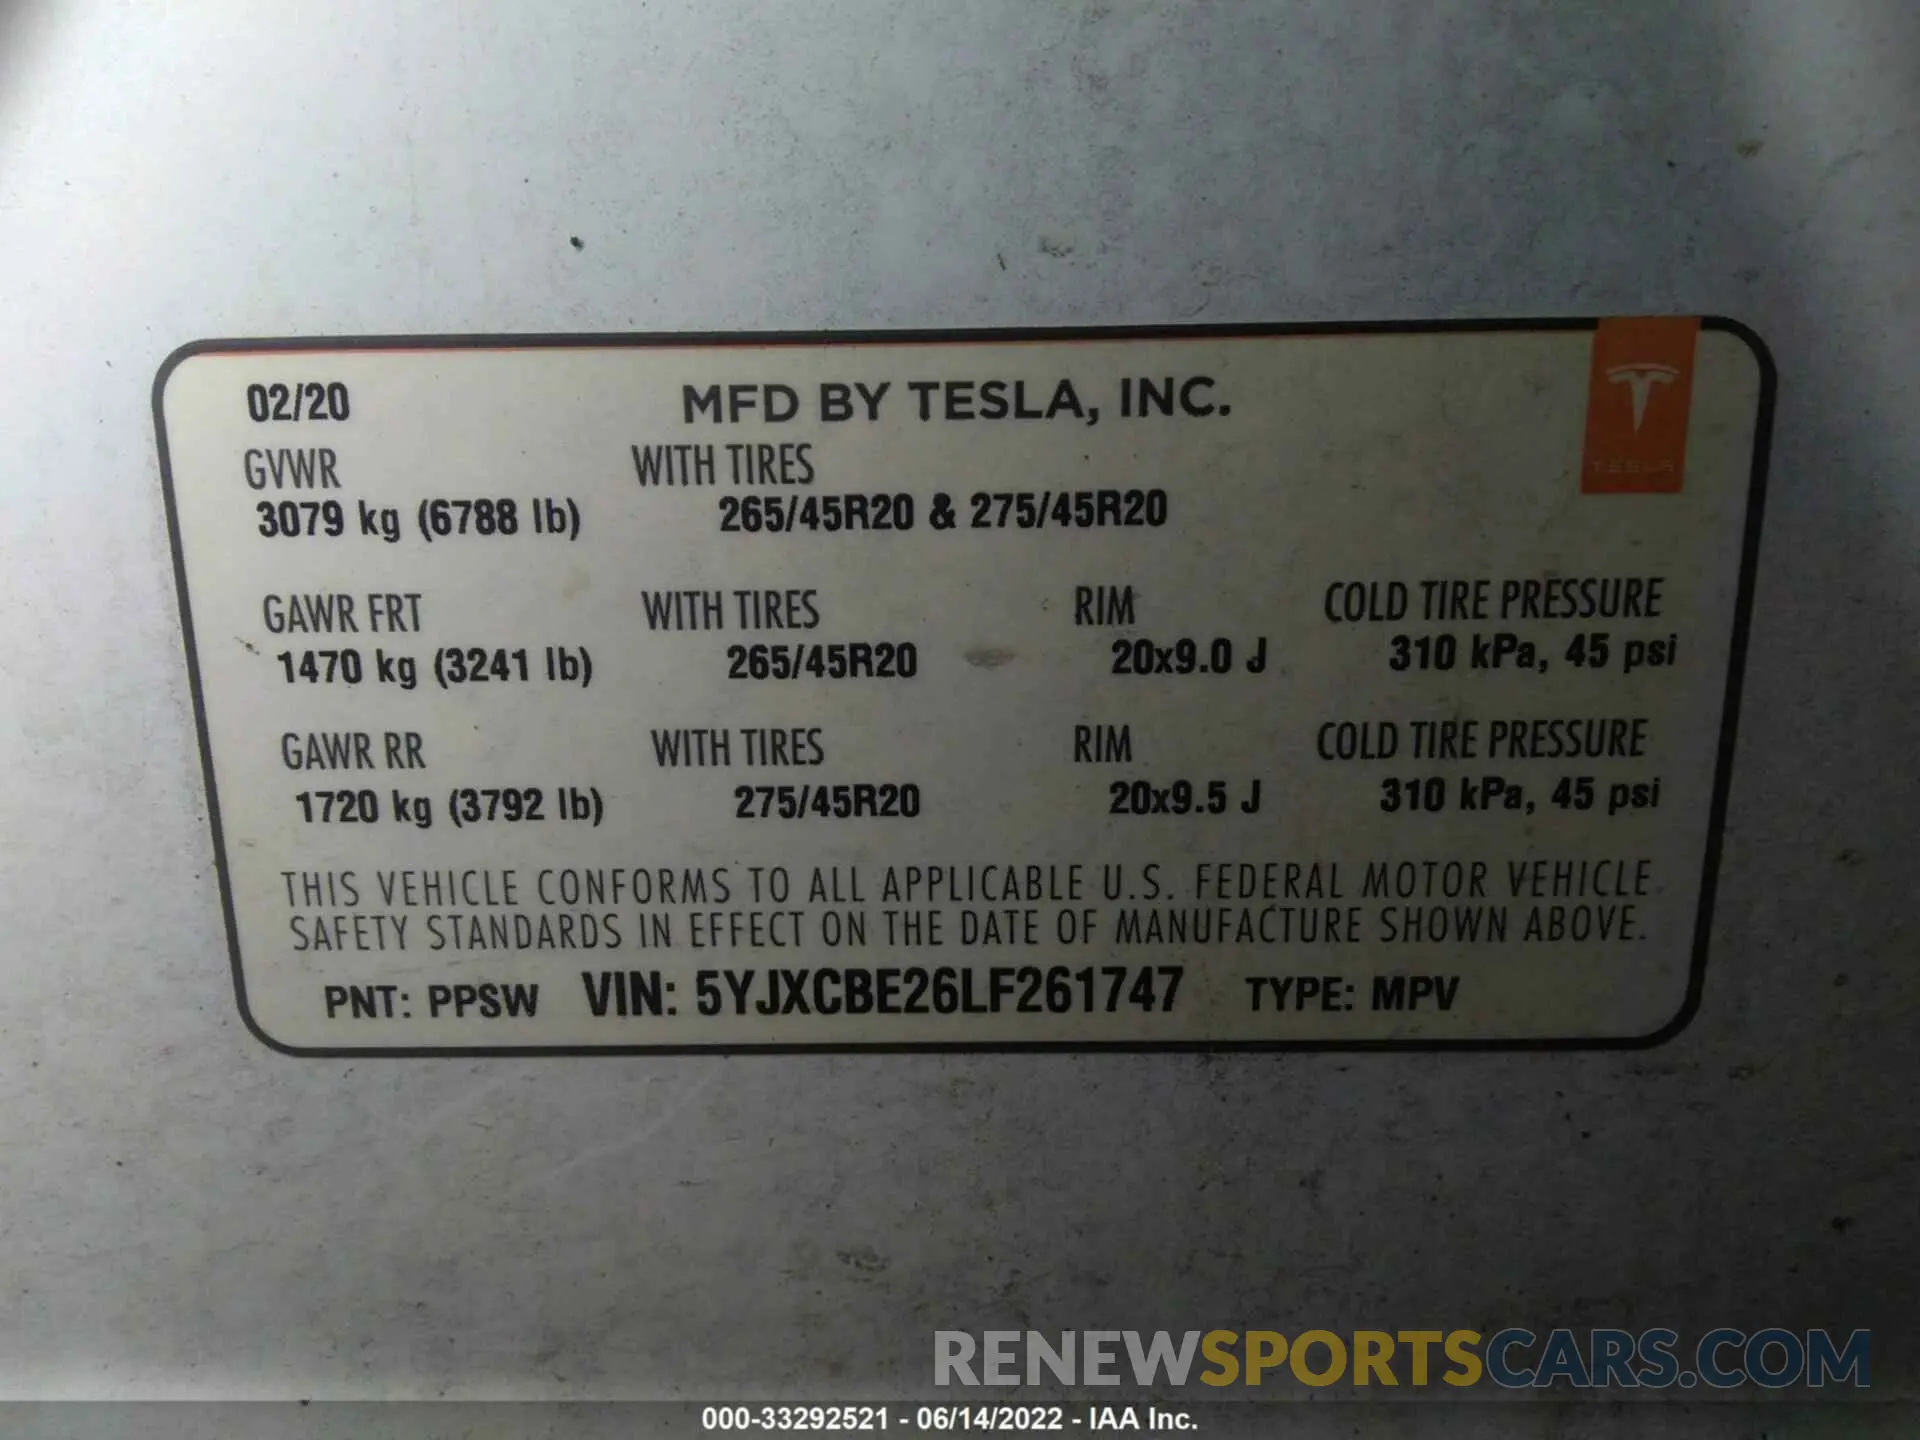 02/20 MFD BY TESLA, INC.
TESLA
GVWR WITH TIRES
3079 kg (6788 lb) 265/45R20 & 275/45R20
GAWR FRT WITH TIRES RIM COLD TIRE PRESSURE
1470 kg (3241 lb) 265/45R20 20x9.0 J 310 kPa, 45 psi
GAWR RR WITH TIRES RIM COLD TIRE PRESSURE
1720 kg (3792 lb) 275/45R20 20x9.5 J 310 kPa, 45 psi
THIS VEHICLE CONFORMS TO ALL APPLICABLE U.S. FEDERAL MOTOR VEHICLE
SAFETY STANDARDS IN EFFECT ON THE DATE OF MANUFACTURE SHOWN ABOVE.
PNT: PPSW VIN: 5YJXCBE26LF261747 TYPE: MPV
RENEWSPORTSCARS.COM
000-33292521 - 06/14/2022 - IAA Inc.